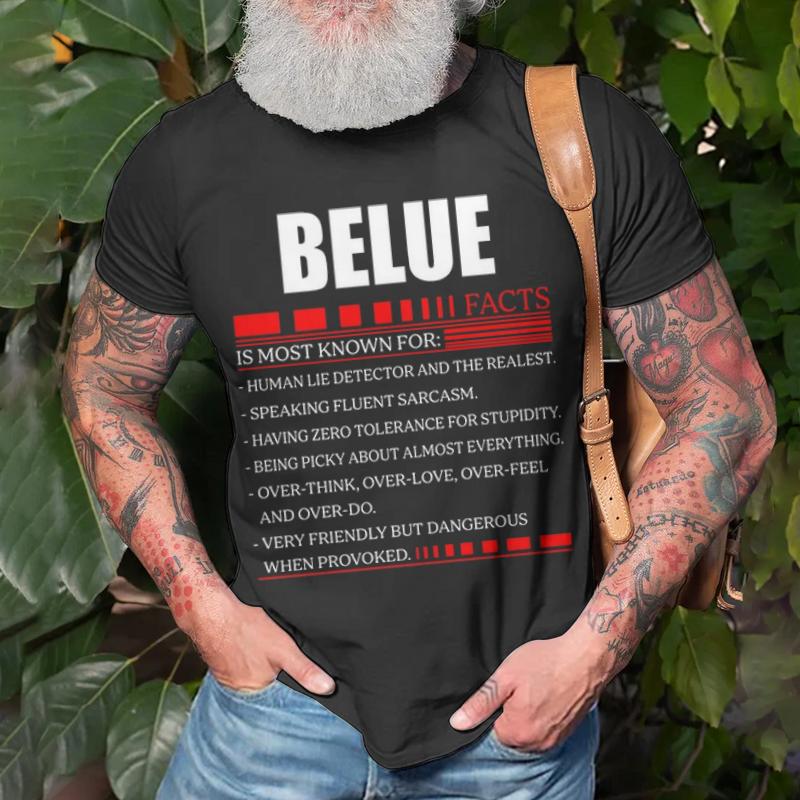 BELUE
FACTS
IS MOST KNOWN FOR:
- HUMAN LIE DETECTOR AND THE REALEST.
- SPEAKING FLUENT SARCASM.
- HAVING ZERO TOLERANCE FOR STUPIDITY.
- BEING PICKY ABOUT ALMOST EVERYTHING.
- OVER-THINK, OVER-LOVE, OVER-FEEL
AND OVER-DO.
- VERY FRIENDLY BUT DANGEROUS
WHEN PROVOKED.
Estuardo